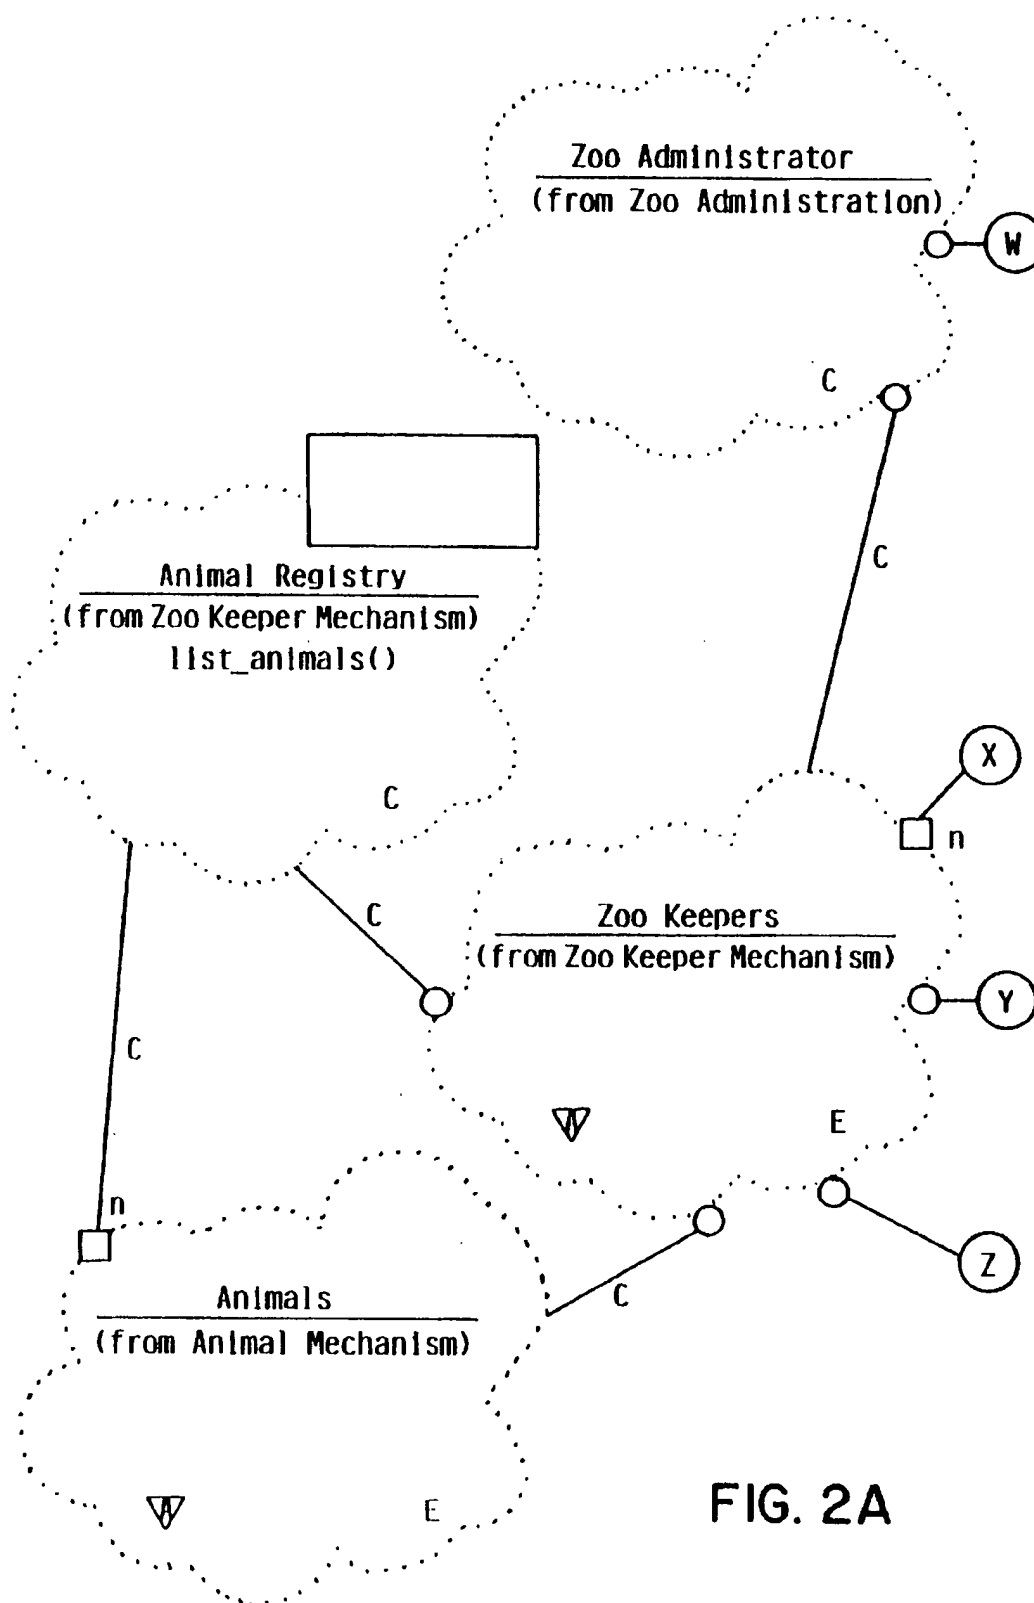 Zoo Administrator
(from Zoo Administration)
W
C
C
Animal Registry
(from Zoo Keeper Mechanism)
list_animals()
C
X
n
C
Zoo Keepers
(from Zoo Keeper Mechanism)
Y
C
A
E
n
Z
C
Animals
(from Animal Mechanism)
A
E
FIG. 2A